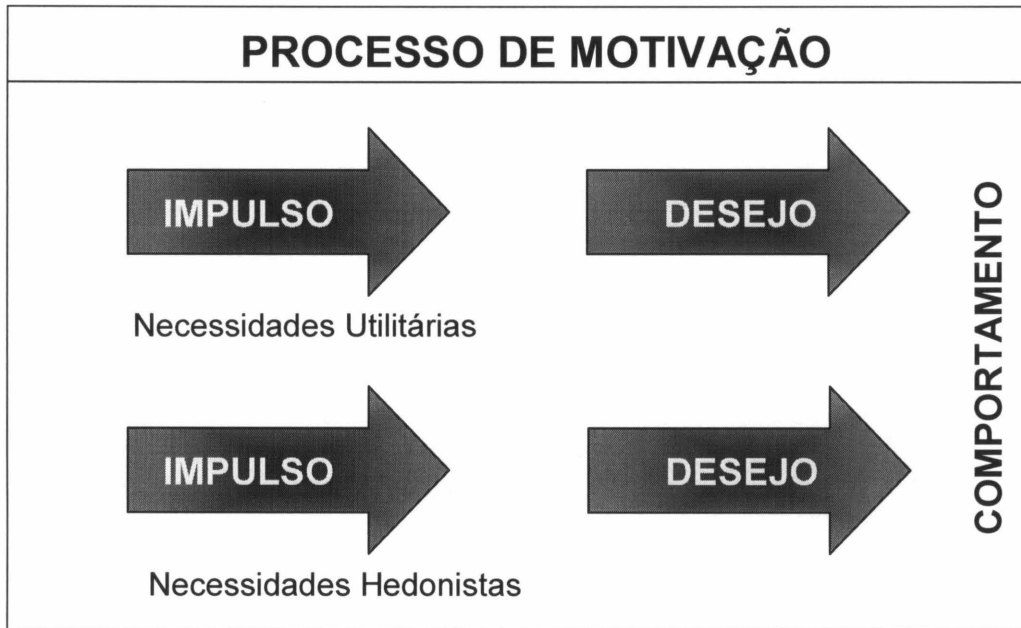 PROCESSO DE MOTIVAÇÃO
IMPULSO
DESEJO
Necessidades Utilitárias
IMPULSO
DESEJO
Necessidades Hedonistas
COMPORTAMENTO